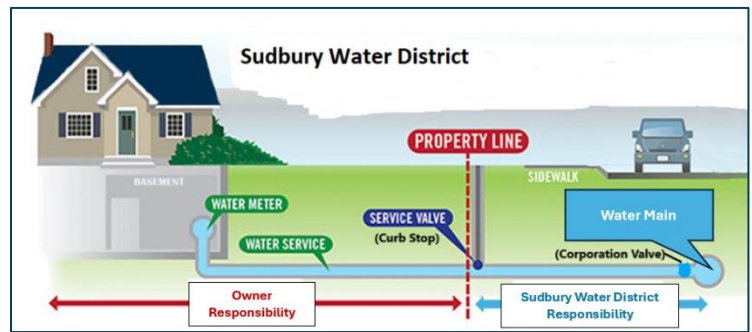 Sudbury Water District
PROPERTY LINE
BASEMENT
SIDEWALK
WATER METER
SERVICE VALVE
(Curb Stop)
Water Main
WATER SERVICE
(Corporation Valve)
Owner
Responsibility
Sudbury Water District
Responsibility